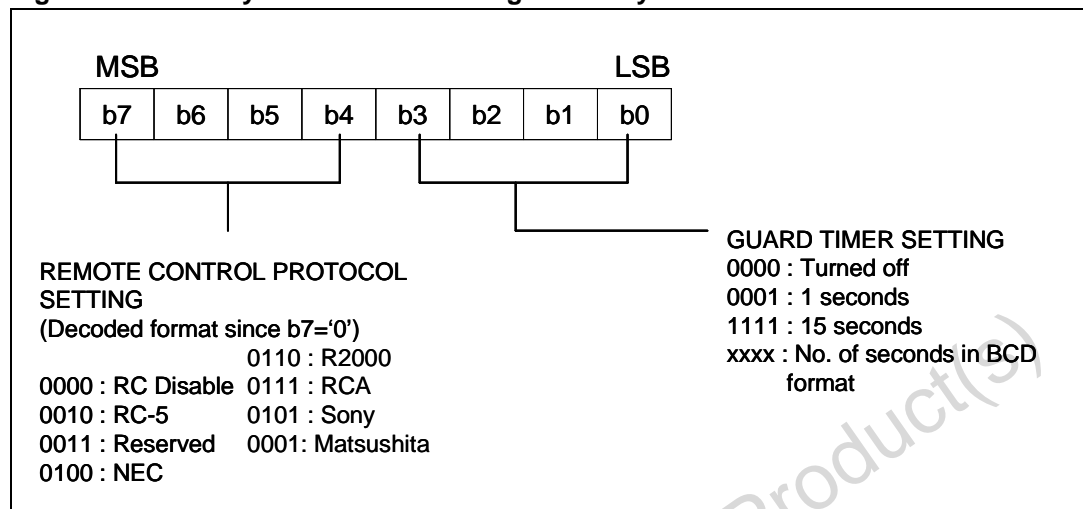 MSB LSB
b7 b6 b5 b4 b3 b2 b1 b0
REMOTE CONTROL PROTOCOL
SETTING
(Decoded format since b7=‘0’)
0110 : R2000
0000 : RC Disable 0111 : RCA
0010 : RC-5 0101 : Sony
0011 : Reserved 0001: Matsushita
0100 : NEC
GUARD TIMER SETTING
0000 : Turned off
0001 : 1 seconds
1111 : 15 seconds
xxxx : No. of seconds in BCD
format
Product(s)